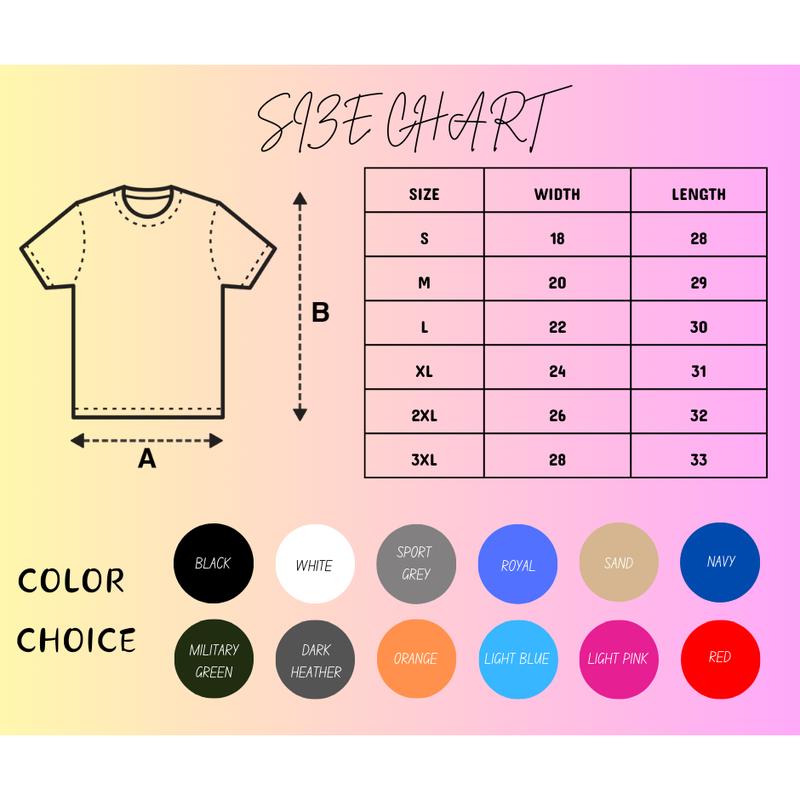 SIZE CHART
SIZE WIDTH LENGTH
S 18 28
M 20 29
L 22 30
XL 24 31
2XL 26 32
3XL 28 33
B
A
COLOR
CHOICE
BLACK
WHITE
SPORT
GREY
ROYAL
SAND
NAVY
MILITARY
GREEN
DARK
HEATHER
ORANGE
LIGHT BLUE
LIGHT PINK
RED